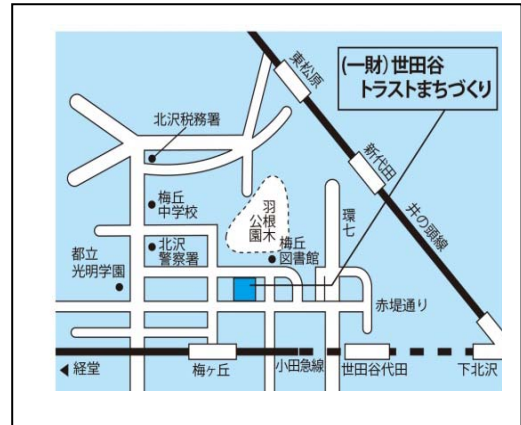 (一財)世田谷
トラストまちづくり
東松原
北沢税務署
新代田
梅丘
中学校
羽根木
公園
環七
井の頭線
北沢
警察署
梅丘
図書館
都立
光明学園
赤堤通り
経堂
梅ヶ丘
小田急線
世田谷代田
下北沢